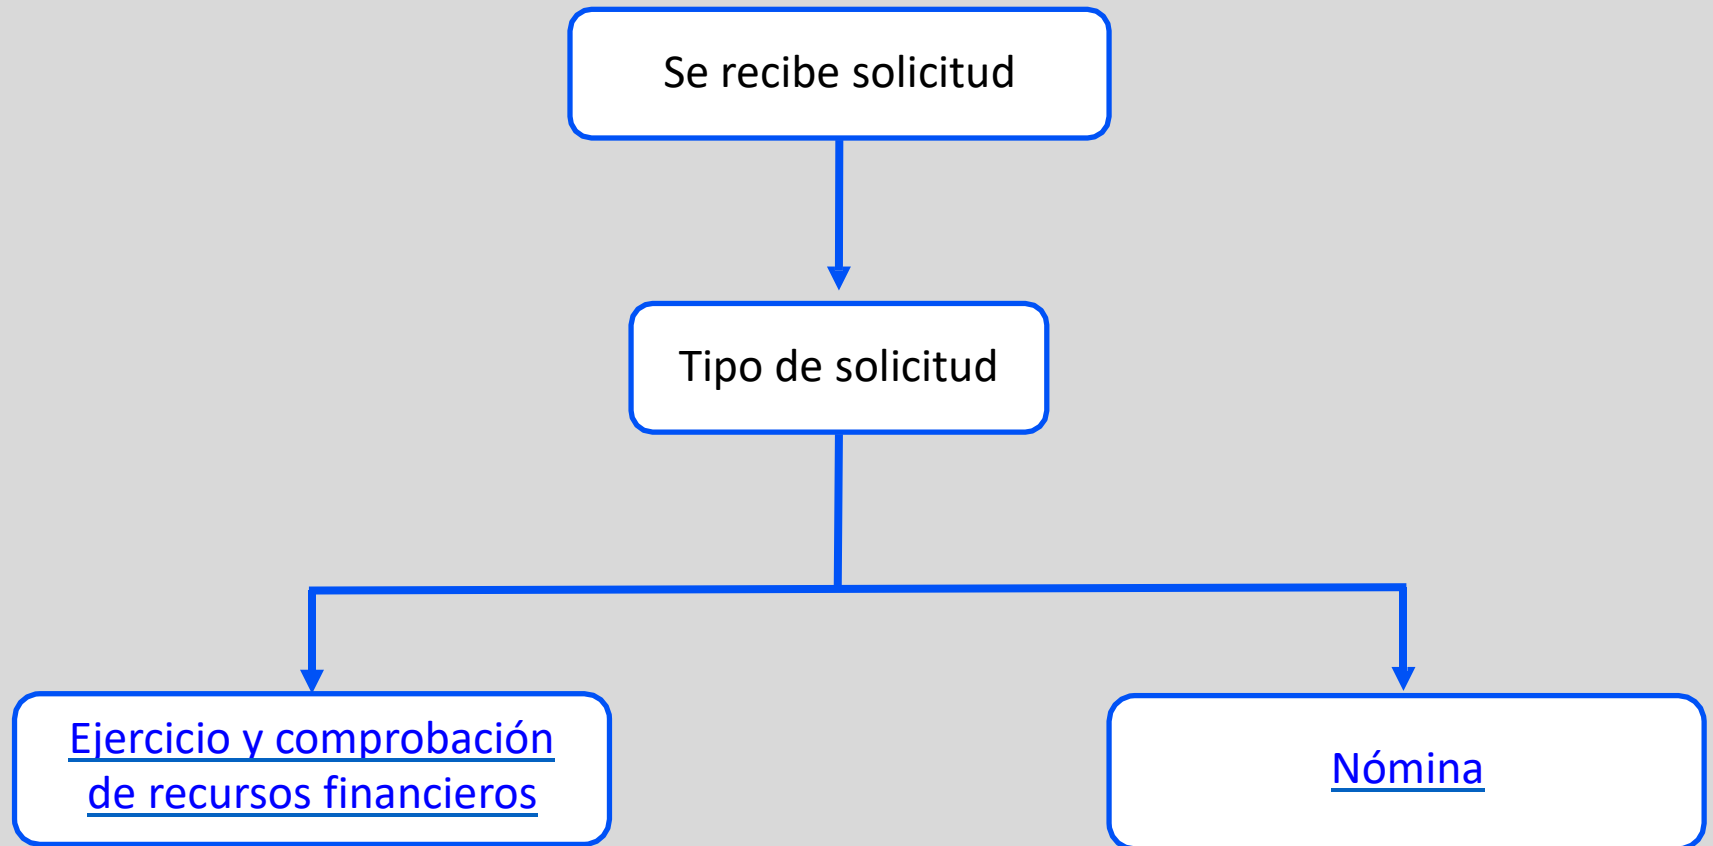 Se recibe solicitud
Tipo de solicitud
Ejercicio y comprobación
de recursos financieros
Nómina